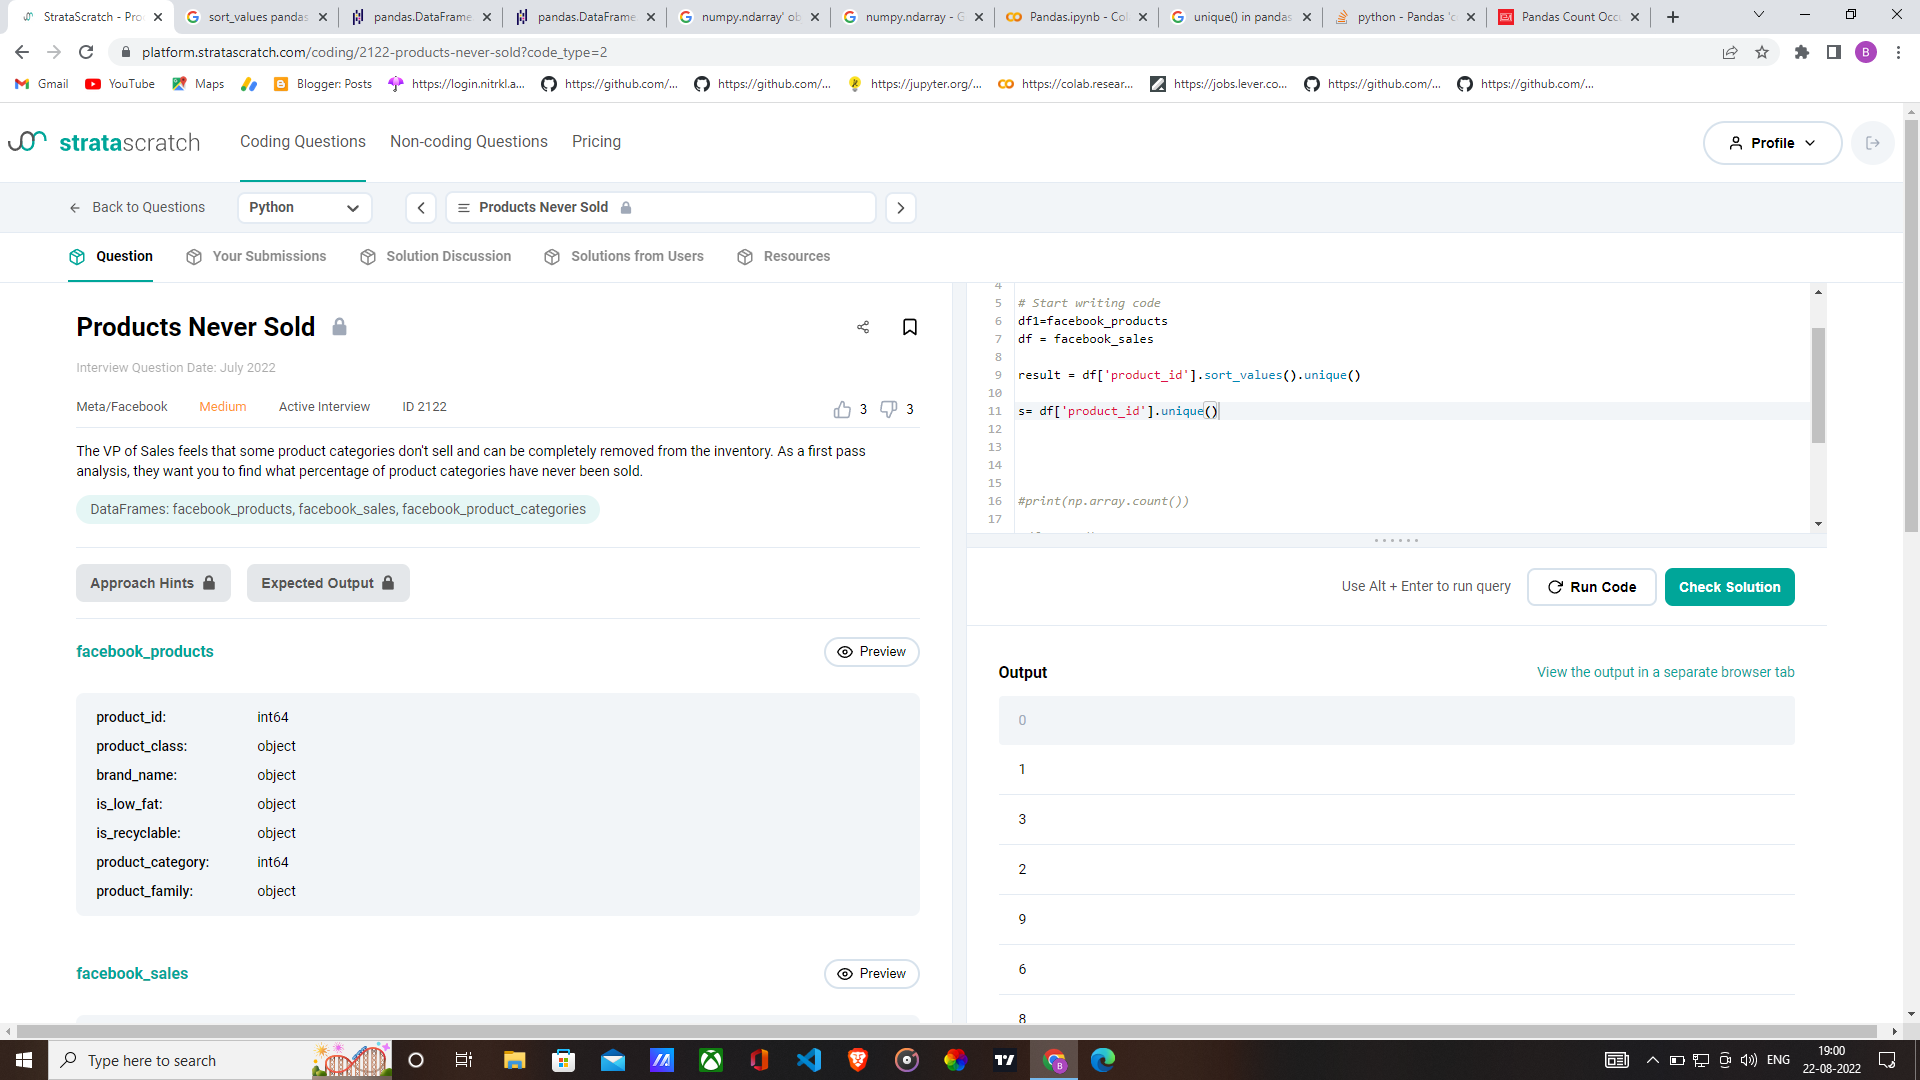 StrataScratch - Pro
sort_values pandas
pandas.DataFrame
pandas.DataFrame
numpy.ndarray' ob
numpy.ndarray - G
Pandas.ipynb - Co
unique() in pandas
python - Pandas 'c
Pandas Count Occ
platform.stratascratch.com/coding/2122-products-never-sold?code_type=2
B
Gmail
YouTube
Maps
Blogger: Posts
https://login.nitrkl.a...
https://github.com/...
https://github.com/...
https://jupyter.org/...
https://colab.resear...
https://jobs.lever.co...
https://github.com/...
https://github.com/...
stratascratch
Coding Questions
Non-coding Questions
Pricing
Profile
Back to Questions
Python
Products Never Sold
Question
Your Submissions
Solution Discussion
Solutions from Users
Resources
Products Never Sold
Interview Question Date: July 2022
Meta/Facebook Medium Active Interview ID 2122
3 3
The VP of Sales feels that some product categories don't sell and can be completely removed from the inventory. As a first pass
analysis, they want you to find what percentage of product categories have never been sold.
DataFrames: facebook_products, facebook_sales, facebook_product_categories
Approach Hints
Expected Output
facebook_products
Preview
product_id: int64
product_class: object
brand_name: object
is_low_fat: object
is_recyclable: object
product_category: int64
product_family: object
facebook_sales
Preview
4
5 # Start writing code
6 df1=facebook_products
7 df = facebook_sales
8
9 result = df['product_id'].sort_values().unique()
10
11 s= df['product_id'].unique()
12
13
14
15
16 #print(np.array.count())
17
Use Alt + Enter to run query
Run Code
Check Solution
Output
View the output in a separate browser tab
0
1
3
2
9
6
8
Type here to search
ENG
19:00
22-08-2022